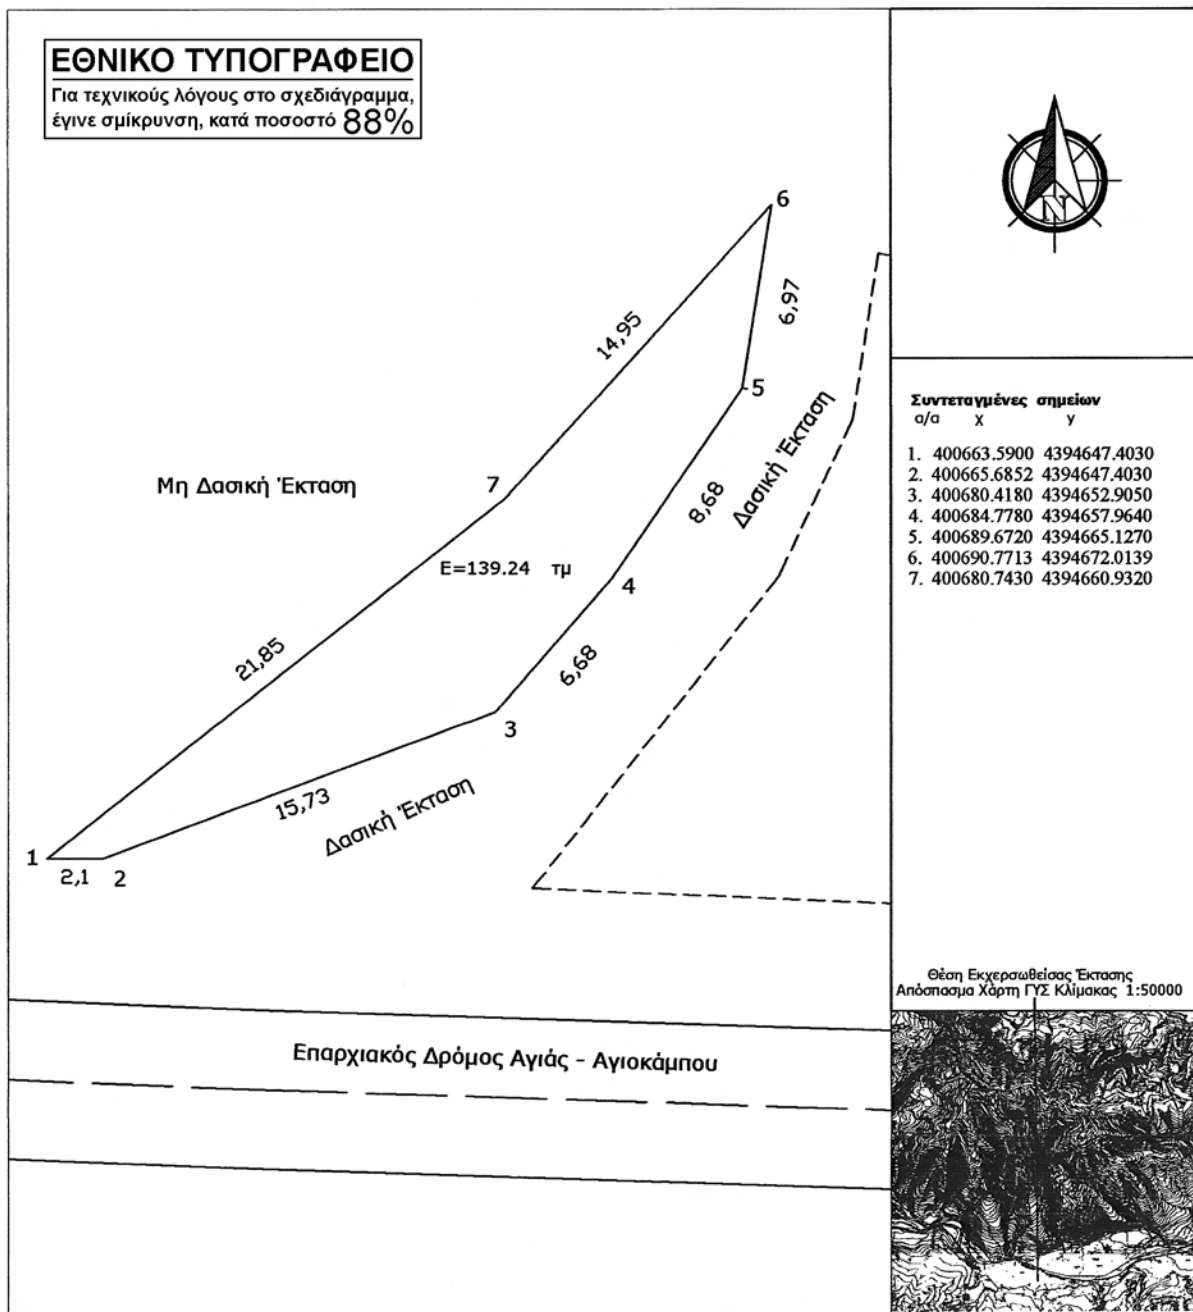 ΕΘΝΙΚΟ ΤΥΠΟΓΡΑΦΕΙΟ
Για τεχνικούς λόγους στο σχεδιάγραμμα,
έγινε σμίκρυνση, κατά ποσοστό 88%
N
6
6,97
14,95
5
Δασική Έκταση
8,68
7
Μη Δασική Έκταση
Ε=139.24 τμ
4
21,85
6,68
3
15,73
Δασική Έκταση
1
2,1
2
Επαρχιακός Δρόμος Αγιάς - Αγιοκάμπου
Συντεταγμένες σημείων
α/α χ y
1. 400663.5900 4394647.4030
2. 400665.6852 4394647.4030
3. 400680.4180 4394652.9050
4. 400684.7780 4394657.9640
5. 400689.6720 4394665.1270
6. 400690.7713 4394672.0139
7. 400680.7430 4394660.9320
Θέση Εκχερσωθείσας Έκτασης
Απόσπασμα Χάρτη ΓΥΣ Κλίμακας 1:50000